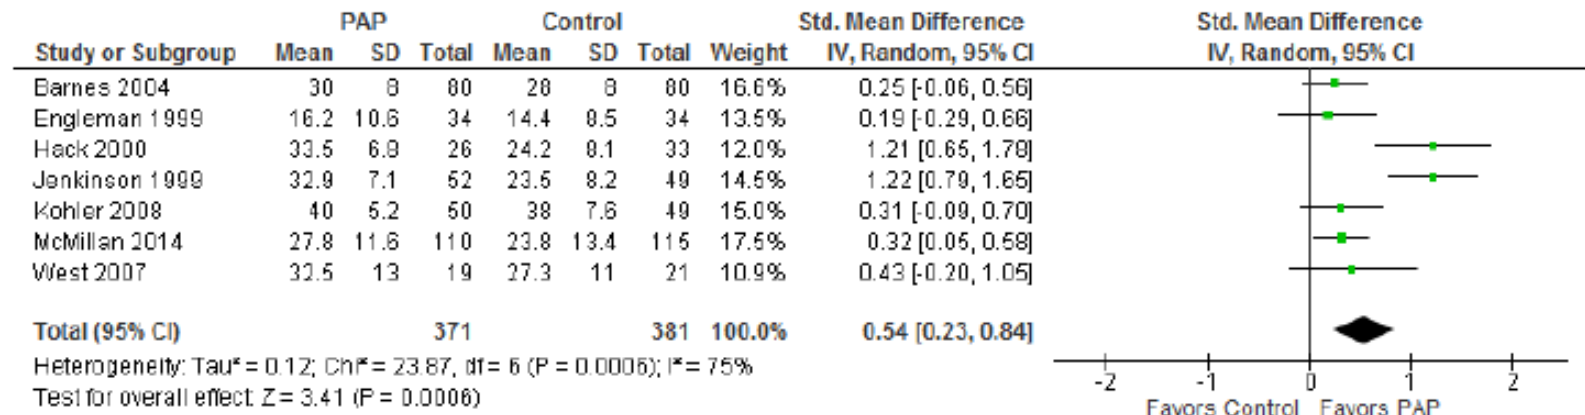 PAP Control Std. Mean Difference Std. Mean Difference
Study or Subgroup Mean SD Total Mean SD Total Weight IV, Random, 95% CI IV, Random, 95% CI
Barnes 2004 30 8 80 28 8 80 16.6% 0.25 [-0.06, 0.56]
Engleman 1999 16.2 10.6 34 14.4 8.5 34 13.5% 0.19 [-0.29, 0.66]
Hack 2000 33.5 6.8 26 24.2 8.1 33 12.0% 1.21 [0.65, 1.78]
Jenkinson 1999 32.9 7.1 52 23.5 8.2 49 14.5% 1.22 [0.79, 1.65]
Kohler 2008 40 5.2 50 38 7.6 49 15.0% 0.31 [-0.09, 0.70]
McMillan 2014 27.8 11.6 110 23.8 13.4 115 17.5% 0.32 [0.05, 0.58]
West 2007 32.5 13 19 27.3 11 21 10.9% 0.43 [-0.20, 1.05]
Total (95% CI) 371 381 100.0% 0.54 [0.23, 0.84]
Heterogeneity: Tau² = 0.12; Chi² = 23.87, df = 6 (P = 0.0006); I² = 75%
Test for overall effect: Z = 3.41 (P = 0.0006)
-2 -1 0 1 2
Favors Control Favors PAP